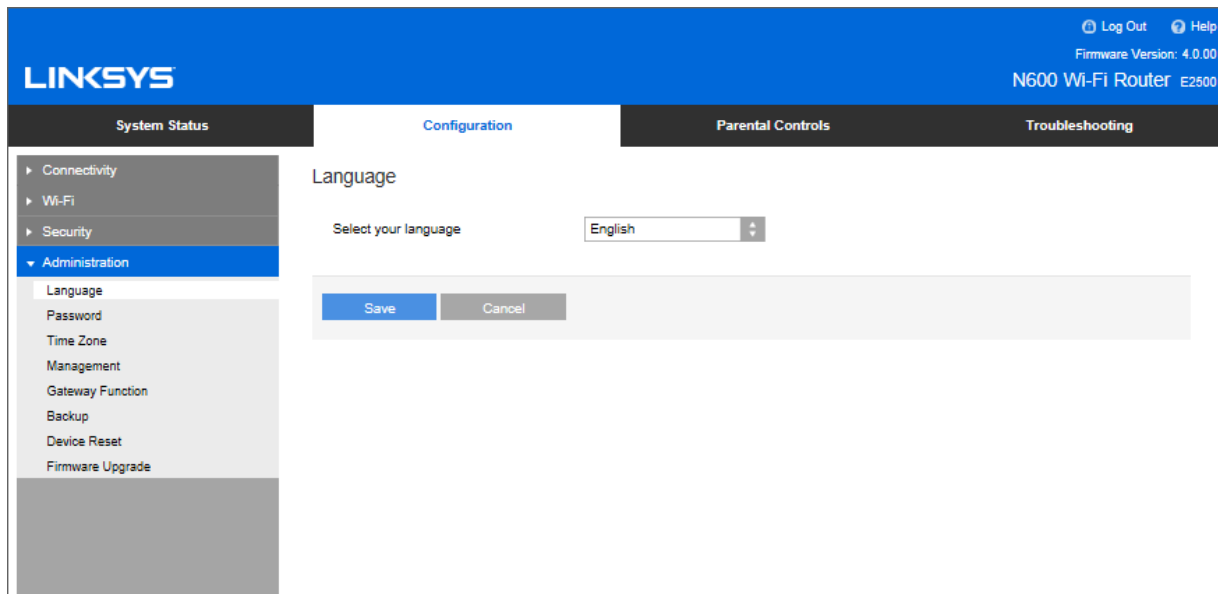 Log Out Help
Firmware Version: 4.0.00
LINKSYS
N600 Wi-Fi Router E2500
System Status Configuration Parental Controls Troubleshooting
Connectivity
Wi-Fi
Security
Administration
Language
Password
Time Zone
Management
Gateway Function
Backup
Device Reset
Firmware Upgrade
Language
Select your language English
Save Cancel